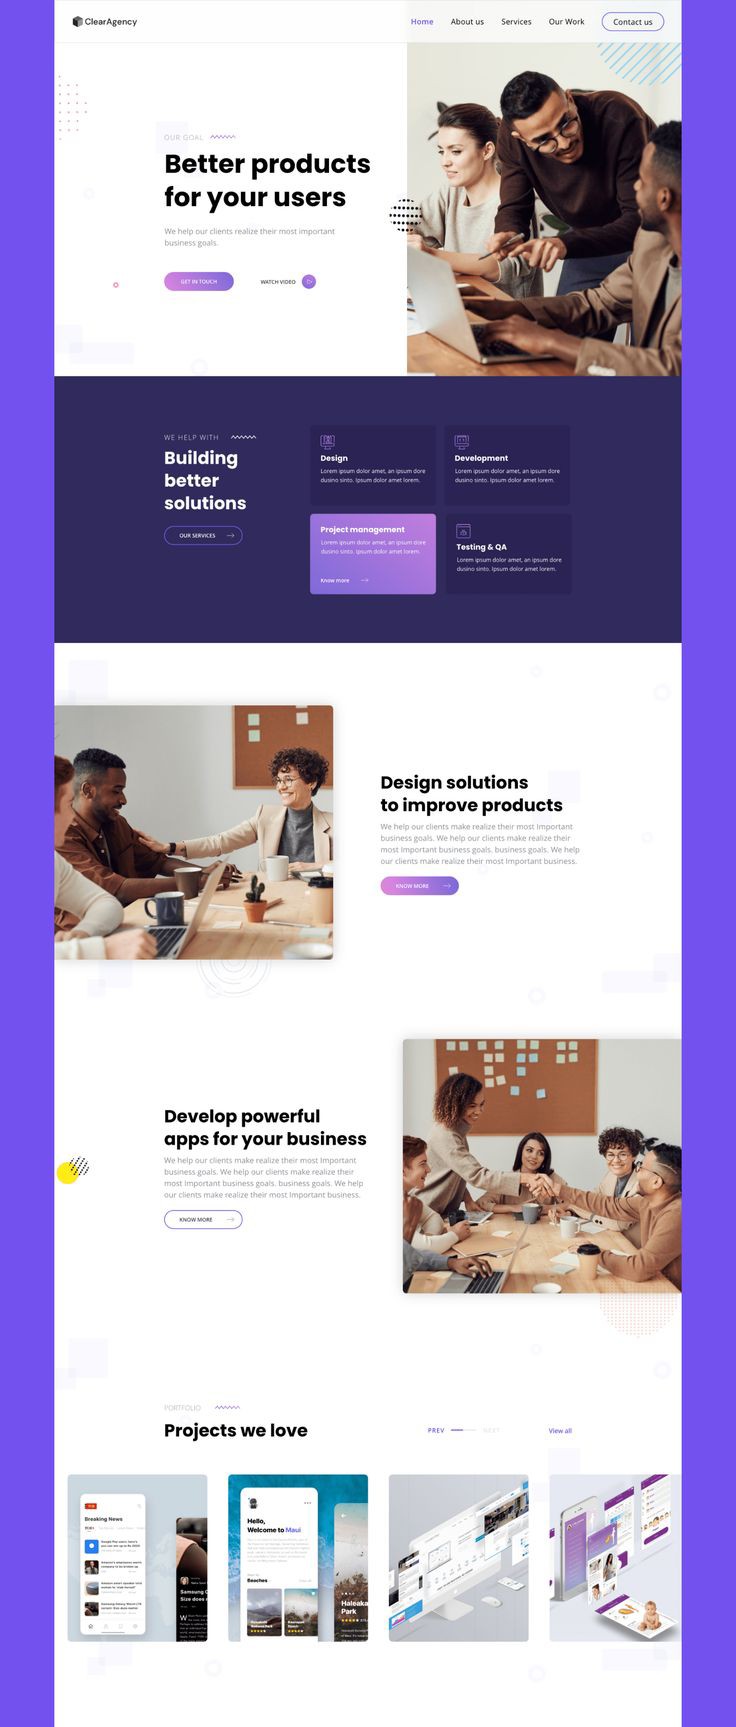 ClearAgency
Home About us Services Our Work Contact us
OUR GOAL
Better products
for your users
We help our clients realize their most important
business goals.
GET IN TOUCH WATCH VIDEO
WE HELP WITH
Building
better
solutions
OUR SERVICES
Design
Lorem ipsum dolor amet, an ipsum dore
dusino sinto. Ipsum dolor amet lorem.
Development
Lorem ipsum dolor amet, an ipsum dore
dusino sinto. Ipsum dolor amet lorem.
Project management
Lorem ipsum dolor amet, an ipsum dore
dusino sinto. Ipsum dolor amet lorem.
Know more
Testing & QA
Lorem ipsum dolor amet, an ipsum dore
dusino sinto. Ipsum dolor amet lorem.
Design solutions
to improve products
We help our clients make realize their most Important
business goals. We help our clients make realize their
most Important business goals. business goals. We help
our clients make realize their most Important business.
KNOW MORE
Develop powerful
apps for your business
We help our clients make realize their most Important
business goals. We help our clients make realize their
most Important business goals. business goals. We help
our clients make realize their most Important business.
KNOW MORE
PORTFOLIO
Projects we love
PREV NEXT View all
Breaking News
Samsung
Size does
Hello,
Welcome to Maui
Beaches
Haleaka
Park